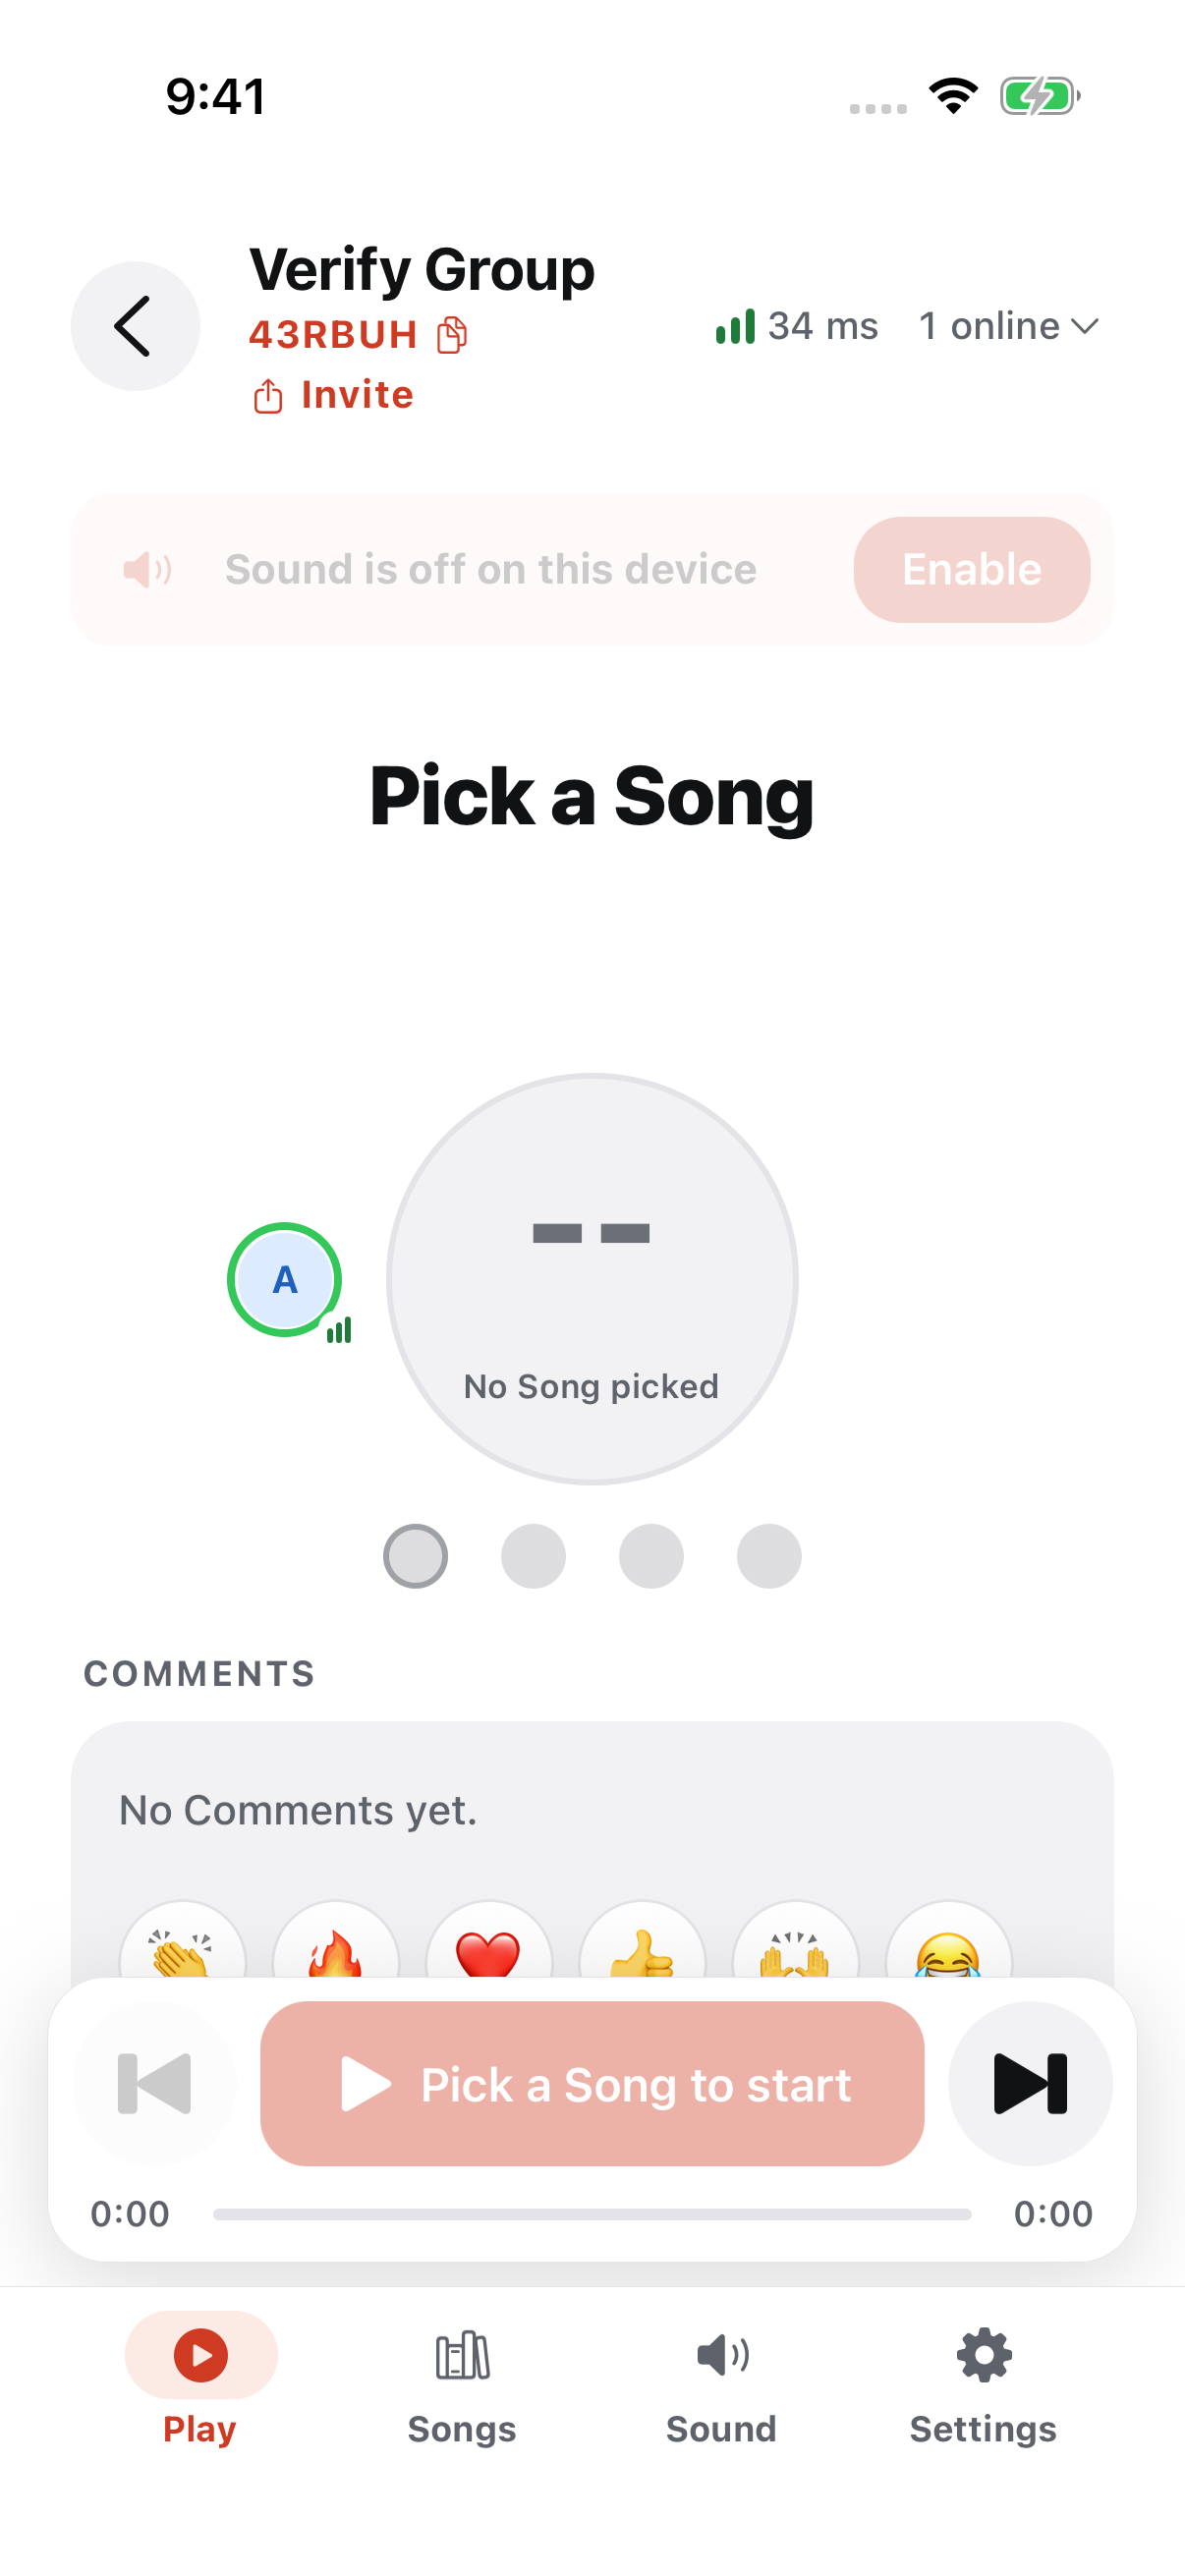 9:41
Verify Group
43RBUH
Invite
34 ms
1 online
Sound is off on this device
Enable
Pick a Song
--
A
No Song picked
COMMENTS
No Comments yet.
Pick a Song to start
0:00
0:00
Play
Songs
Sound
Settings